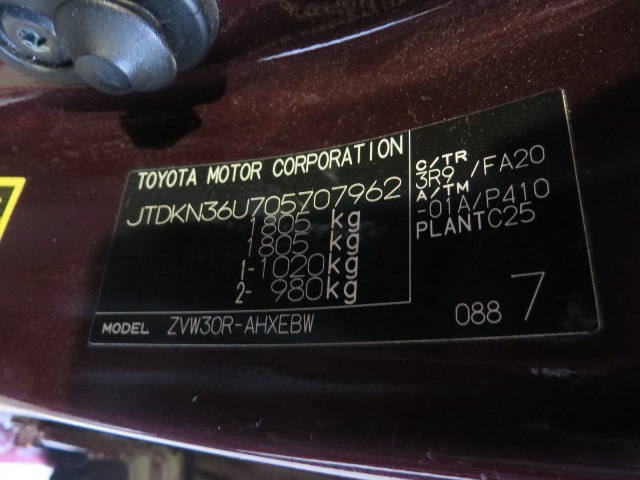 TOYOTA MOTOR CORPORATION
JTDKN36U705707962
1805 kg
1805 kg
1- 1020kg
2- 980kg
MODEL ZVW30R-AHXEBW
C/TR
3R9 /FA20
A/TM
-01A/P410
PLANTC25
088 7